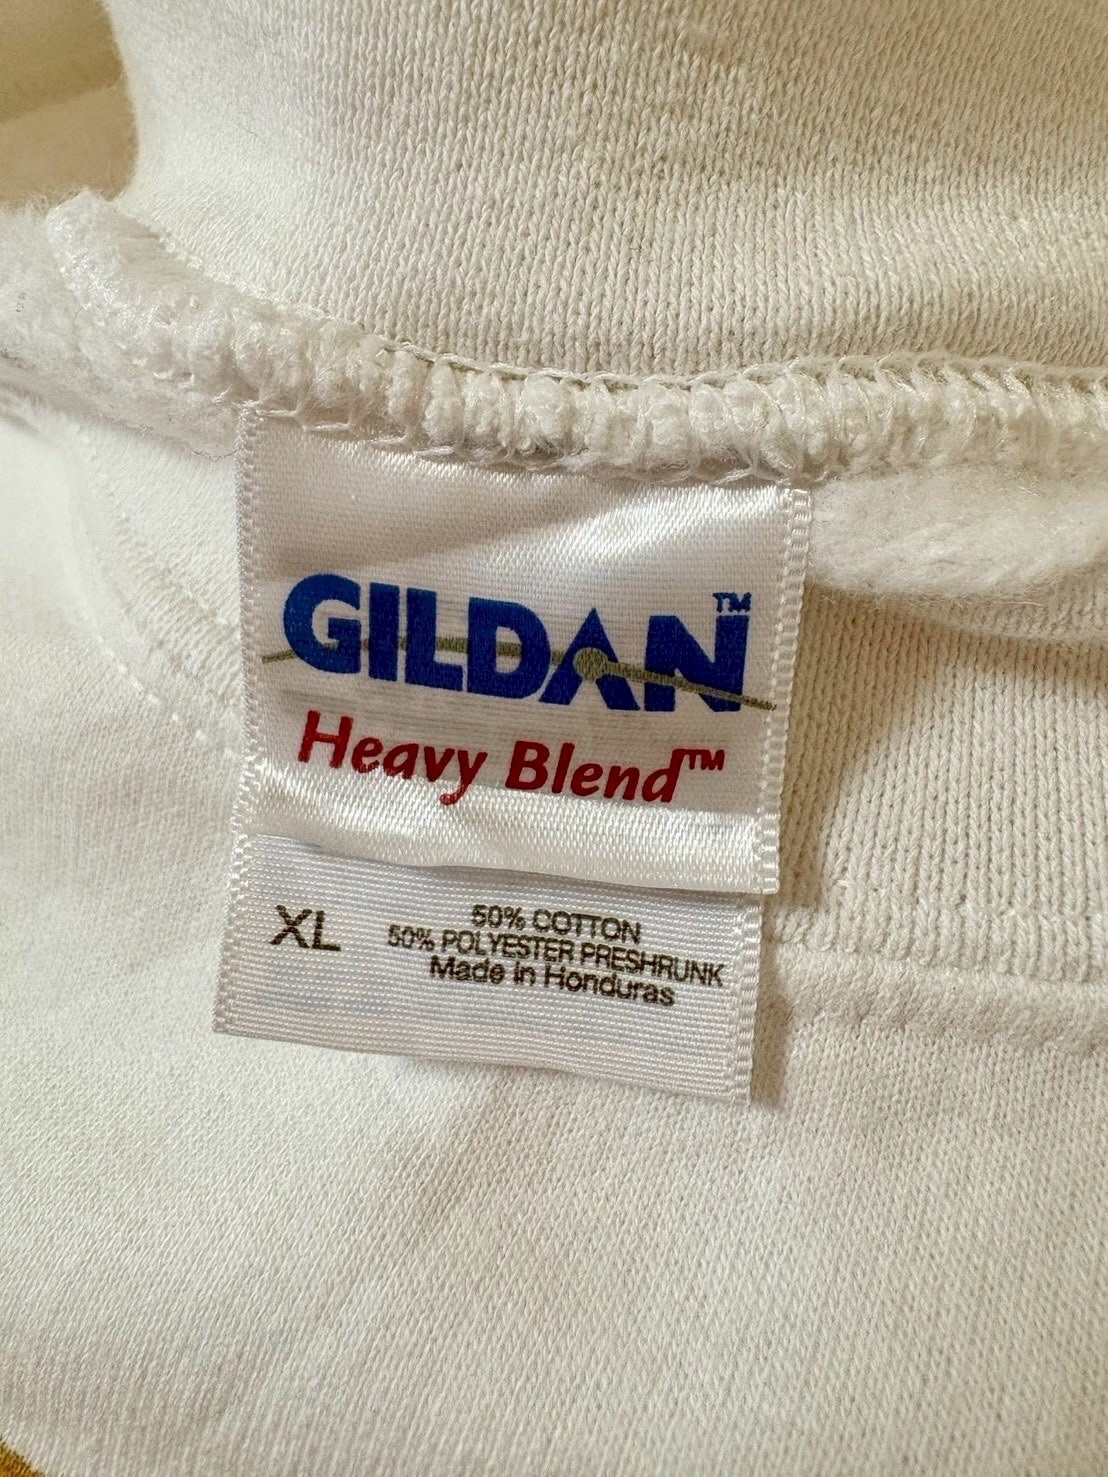 GILDAN™
Heavy Blend™
XL
50% COTTON
50% POLYESTER PRESHRUNK
Made in Honduras